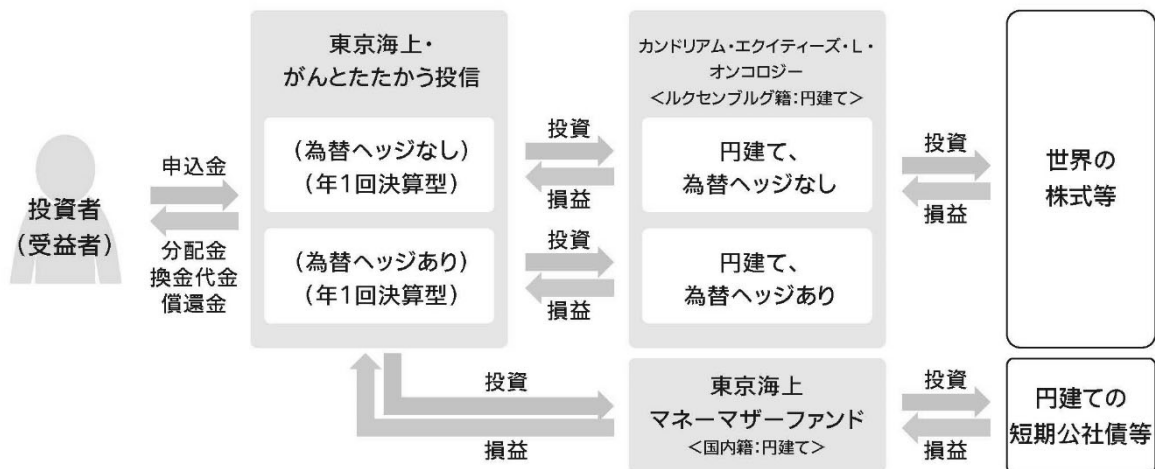 投資者
(受益者)
申込金
分配金
換金代金
償還金
東京海上・
がんとたたかう投信
(為替ヘッジなし)
(年1回決算型)
(為替ヘッジあり)
(年1回決算型)
投資
損益
投資
損益
カンドリアム・エクイティーズ・L・
オンコロジー
<ルクセンブルグ籍:円建て>
円建て、
為替ヘッジなし
円建て、
為替ヘッジあり
投資
損益
世界の
株式等
投資
損益
東京海上
マネーマザーファンド
<国内籍:円建て>
投資
損益
円建ての
短期公社債等